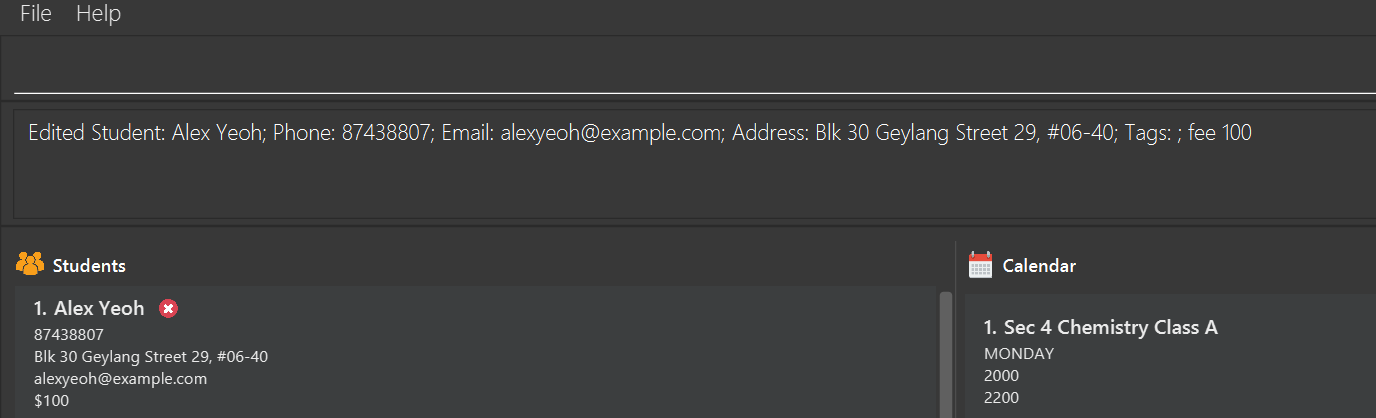 File Help
Edited Student: Alex Yeoh; Phone: 87438807; Email: alexyeoh@example.com; Address: Blk 30 Geylang Street 29, #06-40; Tags: ; fee 100
Students
1. Alex Yeoh
87438807
Blk 30 Geylang Street 29, #06-40
alexyeoh@example.com
$100
Calendar
1. Sec 4 Chemistry Class A
MONDAY
2000
2200